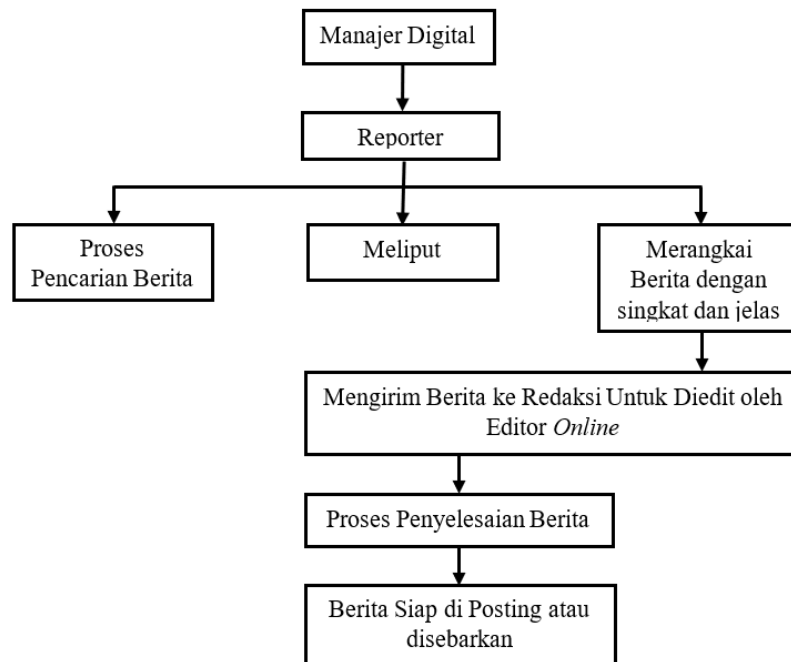 Manajer Digital
Reporter
Proses
Pencarian Berita
Meliput
Merangkai
Berita dengan
singkat dan jelas
Mengirim Berita ke Redaksi Untuk Diedit oleh
Editor Online
Proses Penyelesaian Berita
Berita Siap di Posting atau
disebarkan